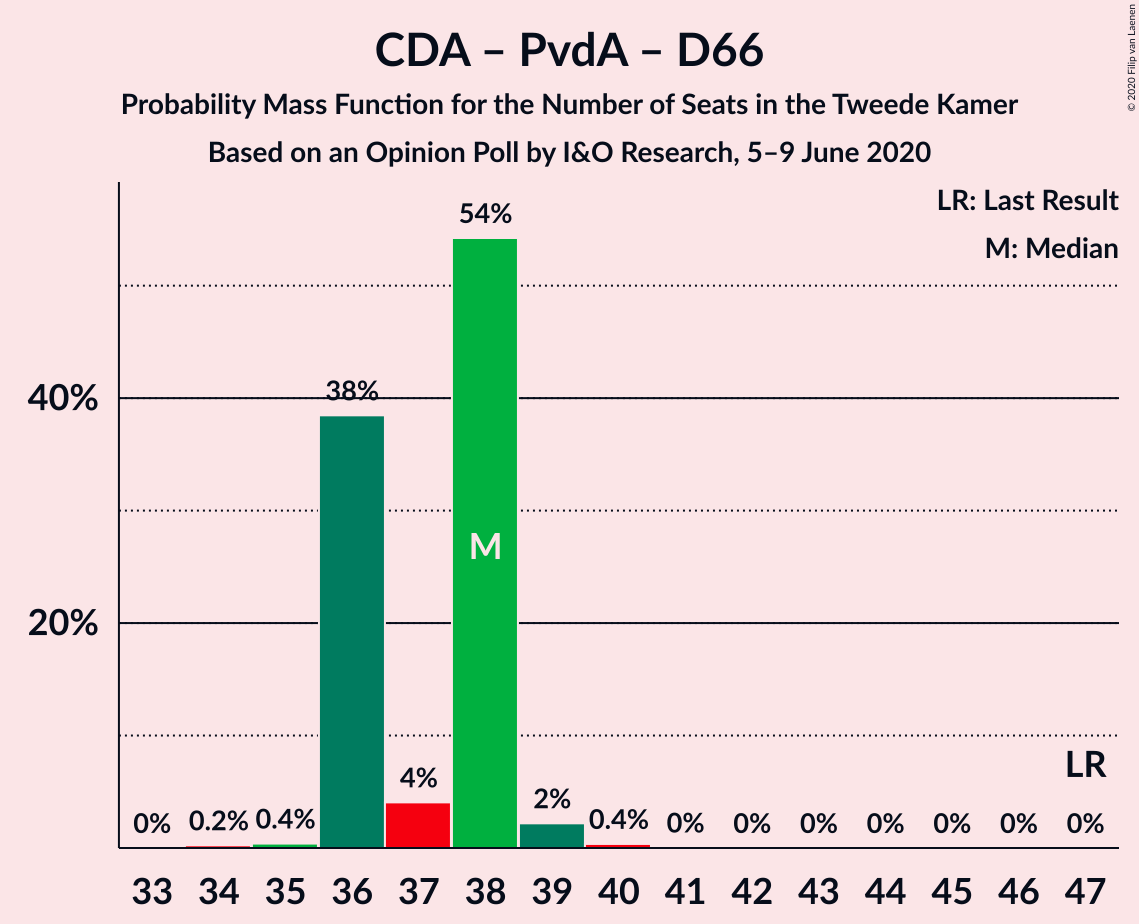 CDA – PvdA – D66
Probability Mass Function for the Number of Seats in the Tweede Kamer
Based on an Opinion Poll by I&O Research, 5–9 June 2020
© 2020 Filip van Laenen
LR: Last Result
M: Median
54%
38%
40%
M
20%
LR
4%
2%
0% 0.2% 0.4% 0.4% 0% 0% 0% 0% 0% 0% 0%
33 34 35 36 37 38 39 40 41 42 43 44 45 46 47